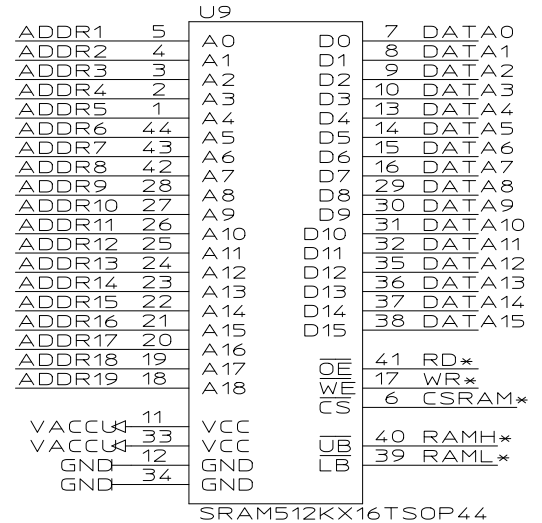 U9
ADDR1 5 A0 D0 7 DATA0
ADDR2 4 A1 D1 8 DATA1
ADDR3 3 A2 D2 9 DATA2
ADDR4 2 A3 D3 10 DATA3
ADDR5 1 A4 D4 13 DATA4
ADDR6 44 A5 D5 14 DATA5
ADDR7 43 A6 D6 15 DATA6
ADDR8 42 A7 D7 16 DATA7
ADDR9 28 A8 D8 29 DATA8
ADDR10 27 A9 D9 30 DATA9
ADDR11 26 A10 D10 31 DATA10
ADDR12 25 A11 D11 32 DATA11
ADDR13 24 A12 D12 35 DATA12
ADDR14 23 A13 D13 36 DATA13
ADDR15 22 A14 D14 37 DATA14
ADDR16 21 A15 D15 38 DATA15
ADDR17 20 A16
ADDR18 19 A17 OE 41 RD*
ADDR19 18 A18 WE 17 WR*
CS 6 CSRAM*
VACCU 11 VCC
VACCU 33 VCC UB 40 RAMH*
GND 12 GND LB 39 RAML*
GND 34 GND
SRAM512KX16TSOP44